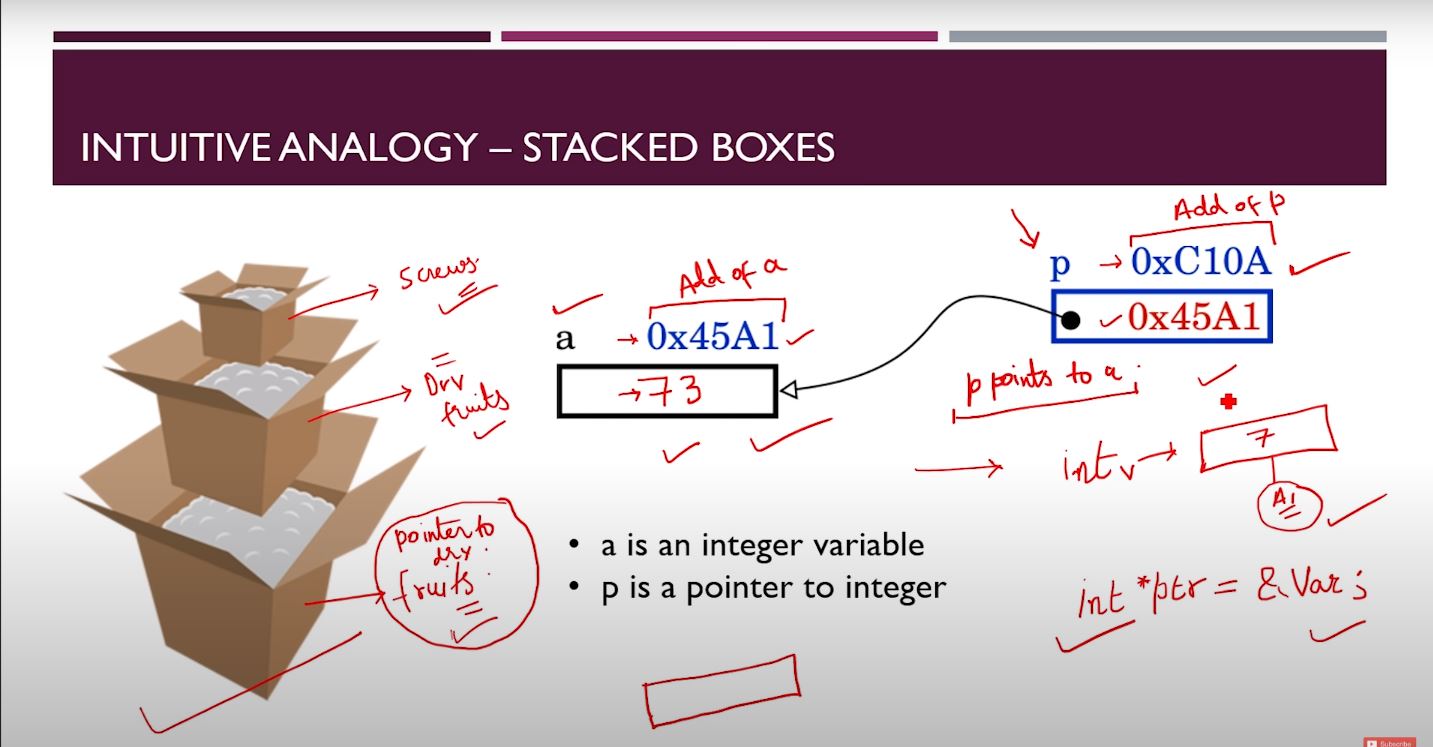 INTUITIVE ANALOGY – STACKED BOXES
Screws
Dry
fruits
pointer to
dry
fruits
Add of a
a → 0x45A1
→ 73
Add of p
p → 0xC10A
0x45A1
p points to a
int v → 7
A1
• a is an integer variable
• p is a pointer to integer
int *ptr = &Var;
Subscribe